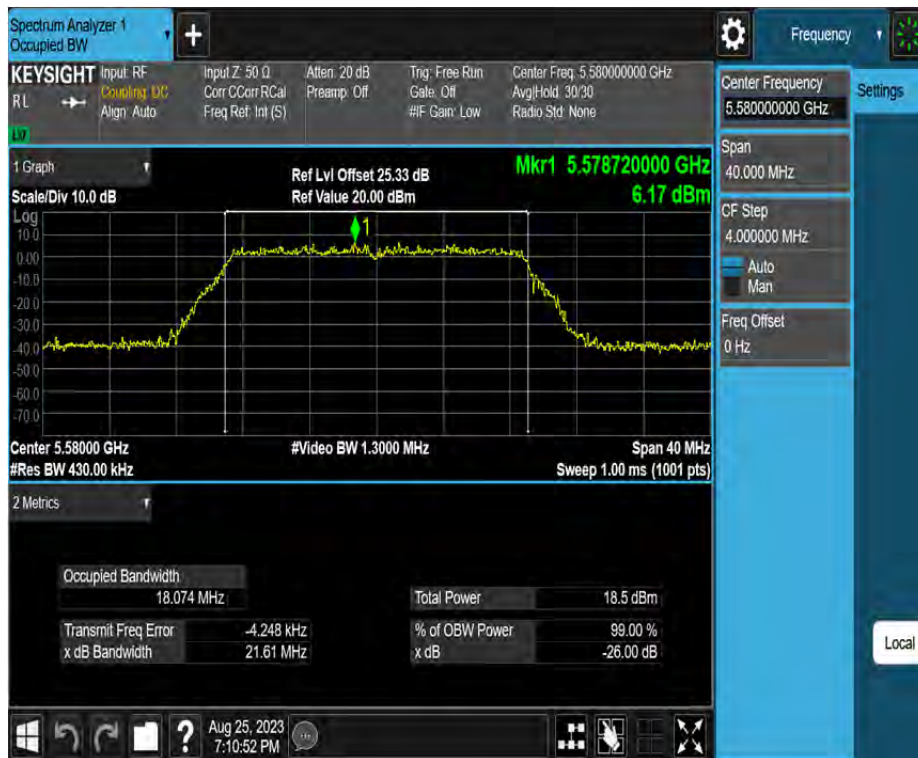 Spectrum Analyzer 1
Occupied BW
+
Frequency
KEYSIGHT
RL
Input: RF
Coupling: DC
Align: Auto
Input Z: 50 Ω
Corr CCorr RCal
Freq Ref: Int (S)
Atten: 20 dB
Preamp: Off
Trig: Free Run
Gate: Off
#IF Gain: Low
Center Freq: 5.580000000 GHz
Avg|Hold: 30/30
Radio Std: None
Center Frequency
5.580000000 GHz
Settings
Span
40.000 MHz
CF Step
4.000000 MHz
Auto
Man
Freq Offset
0 Hz
Local
1 Graph
Scale/Div 10.0 dB
Ref Lvl Offset 25.33 dB
Ref Value 20.00 dBm
Mkr1 5.578720000 GHz
6.17 dBm
Log
10.0
0.00
-10.0
-20.0
-30.0
-40.0
-50.0
-60.0
-70.0
1
Center 5.58000 GHz
#Video BW 1.3000 MHz
Span 40 MHz
#Res BW 430.00 kHz
Sweep 1.00 ms (1001 pts)
2 Metrics
Occupied Bandwidth
18.074 MHz
Total Power 18.5 dBm
Transmit Freq Error -4.248 kHz
% of OBW Power 99.00 %
x dB Bandwidth 21.61 MHz
x dB -26.00 dB
?
Aug 25, 2023
7:10:52 PM